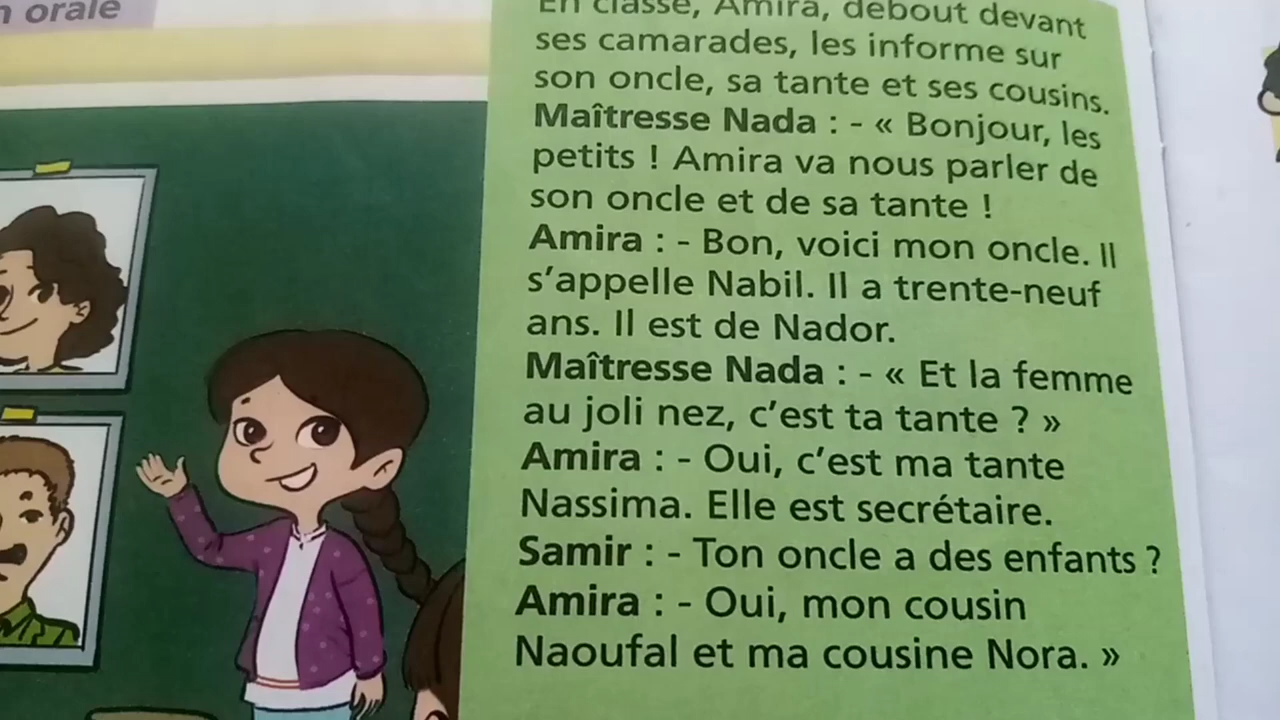 n orale
En classe, Amira, debout devant
ses camarades, les informe sur
son oncle, sa tante et ses cousins.
Maîtresse Nada : - « Bonjour, les
petits ! Amira va nous parler de
son oncle et de sa tante !
Amira : - Bon, voici mon oncle. Il
s’appelle Nabil. Il a trente-neuf
ans. Il est de Nador.
Maîtresse Nada : - « Et la femme
au joli nez, c’est ta tante ? »
Amira : - Oui, c’est ma tante
Nassima. Elle est secrétaire.
Samir : - Ton oncle a des enfants ?
Amira : - Oui, mon cousin
Naoufal et ma cousine Nora. »